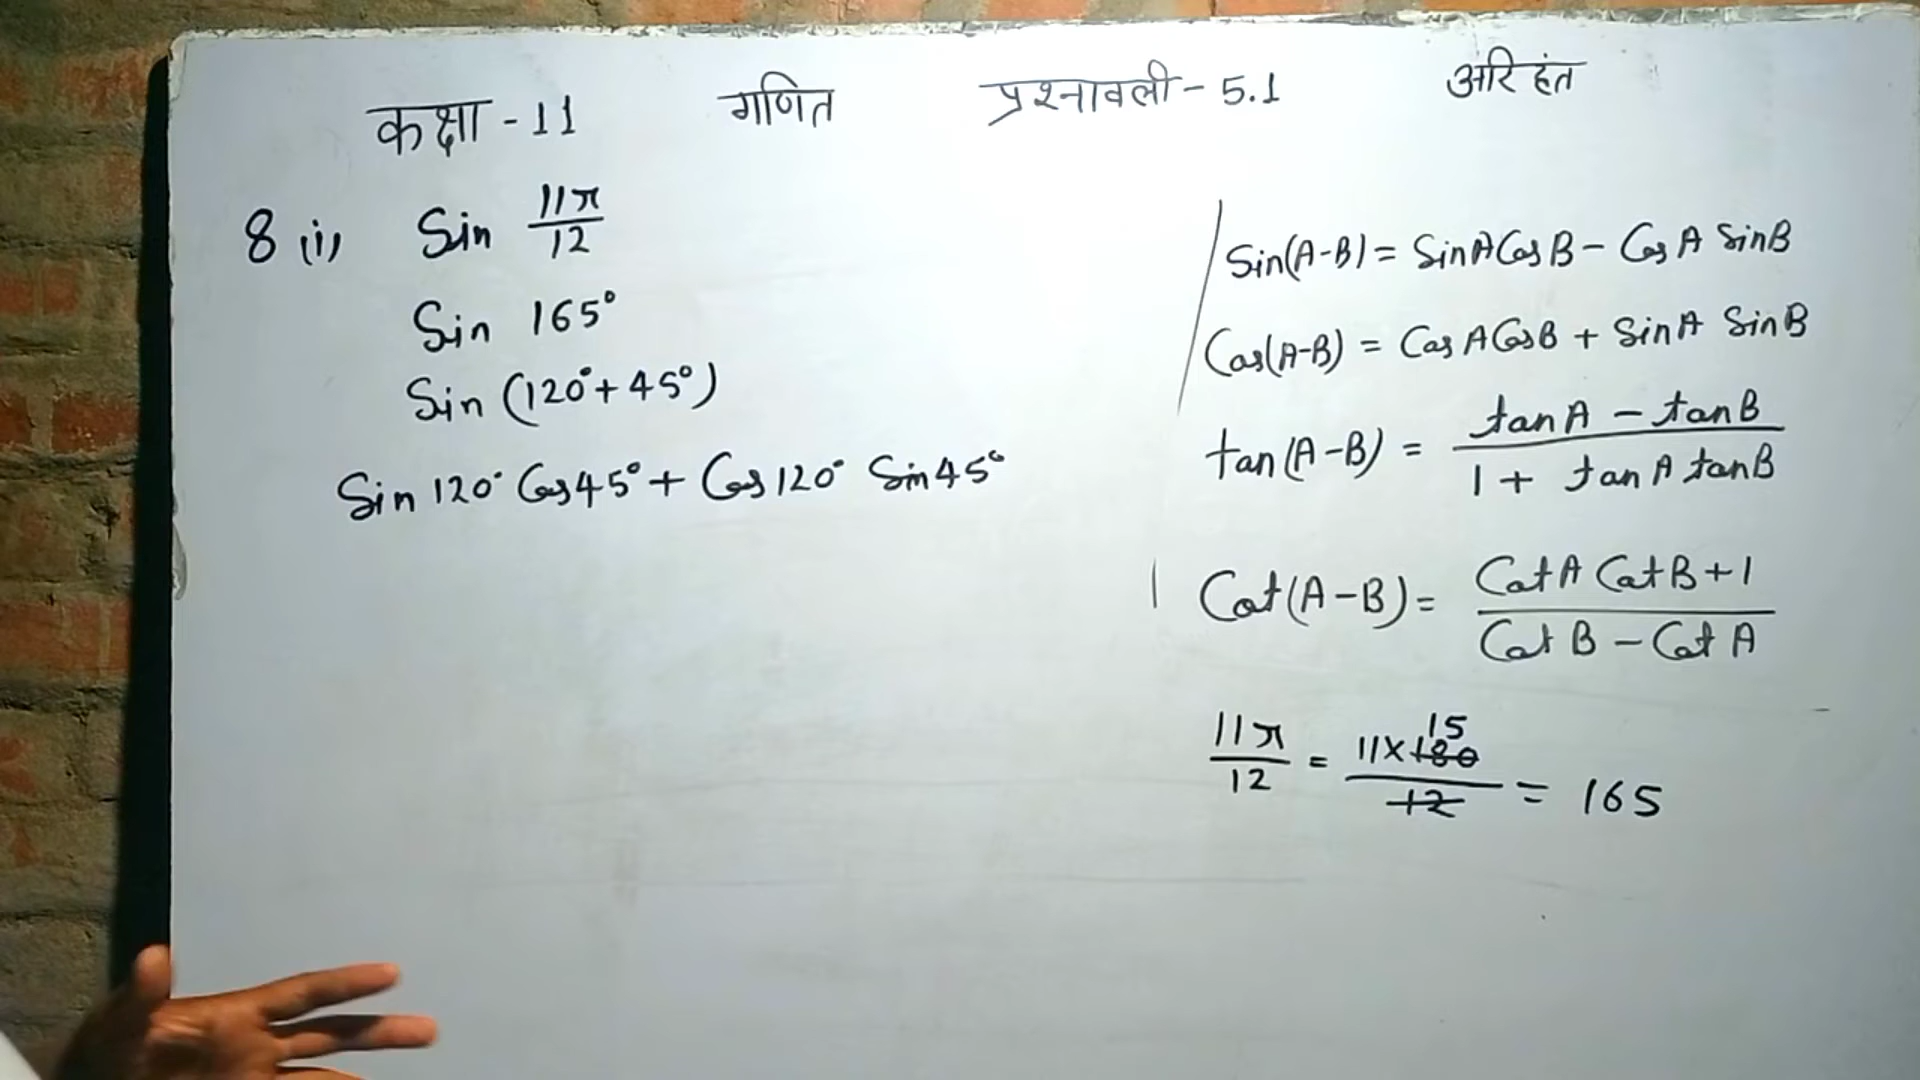 कक्षा - 11 गणित प्रश्नावली - 5.1 अरिहंत
8 (i) Sin 11π/12
Sin 165°
Sin (120° + 45°)
Sin 120° Cos 45° + Cos 120° Sin 45°
Sin(A-B) = SinA CosB - CosA SinB
Cos(A-B) = CosA CosB + SinA SinB
tan(A-B) = tanA - tanB / 1 + tanA tanB
Cot(A-B) = CotA CotB + 1 / CotB - CotA
11π/12 = 11×180/12 15 = 165